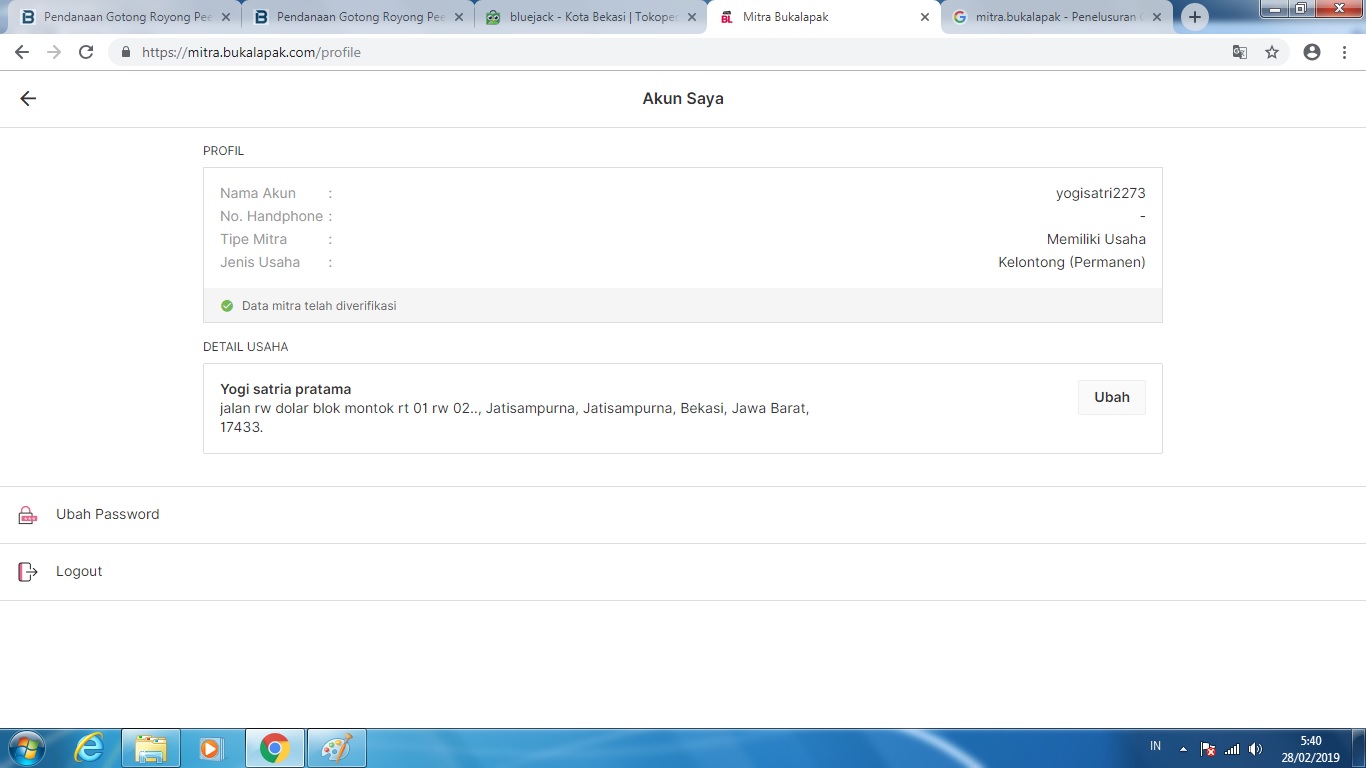 Pendanaan Gotong Royong Pee
Pendanaan Gotong Royong Pee
bluejack - Kota Bekasi | Tokope
Mitra Bukalapak
mitra.bukalapak - Penelusuran
https://mitra.bukalapak.com/profile
Akun Saya
PROFIL
Nama Akun : yogisatri2273
No. Handphone : -
Tipe Mitra : Memiliki Usaha
Jenis Usaha : Kelontong (Permanen)
Data mitra telah diverifikasi
DETAIL USAHA
Yogi satria pratama
jalan rw dolar blok montok rt 01 rw 02.., Jatisampurna, Jatisampurna, Bekasi, Jawa Barat,
17433.
Ubah
Ubah Password
Logout
IN
5:40
28/02/2019